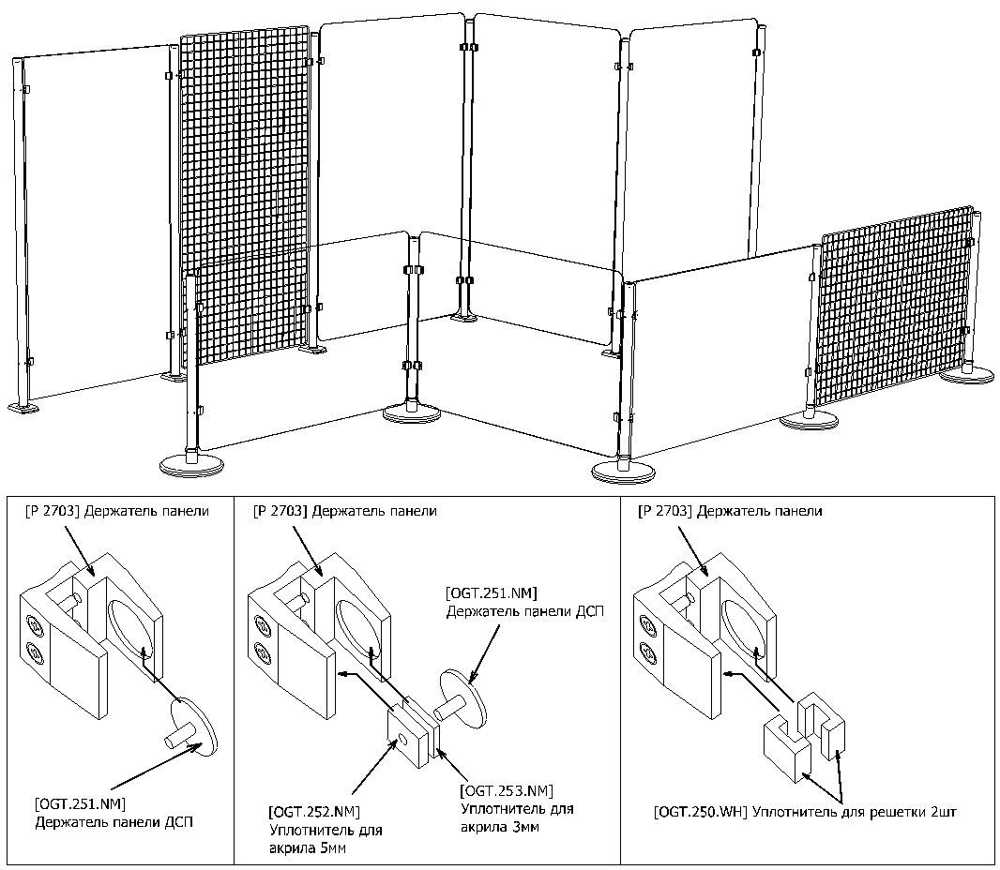 [P 2703] Держатель панели
[OGT.251.NM]
Держатель панели ДСП
[P 2703] Держатель панели
[OGT.251.NM]
Держатель панели ДСП
[OGT.252.NM]
Уплотнитель для
акрила 5мм
[OGT.253.NM]
Уплотнитель для
акрила 3мм
[P 2703] Держатель панели
[OGT.250.WH] Уплотнитель для решетки 2шт